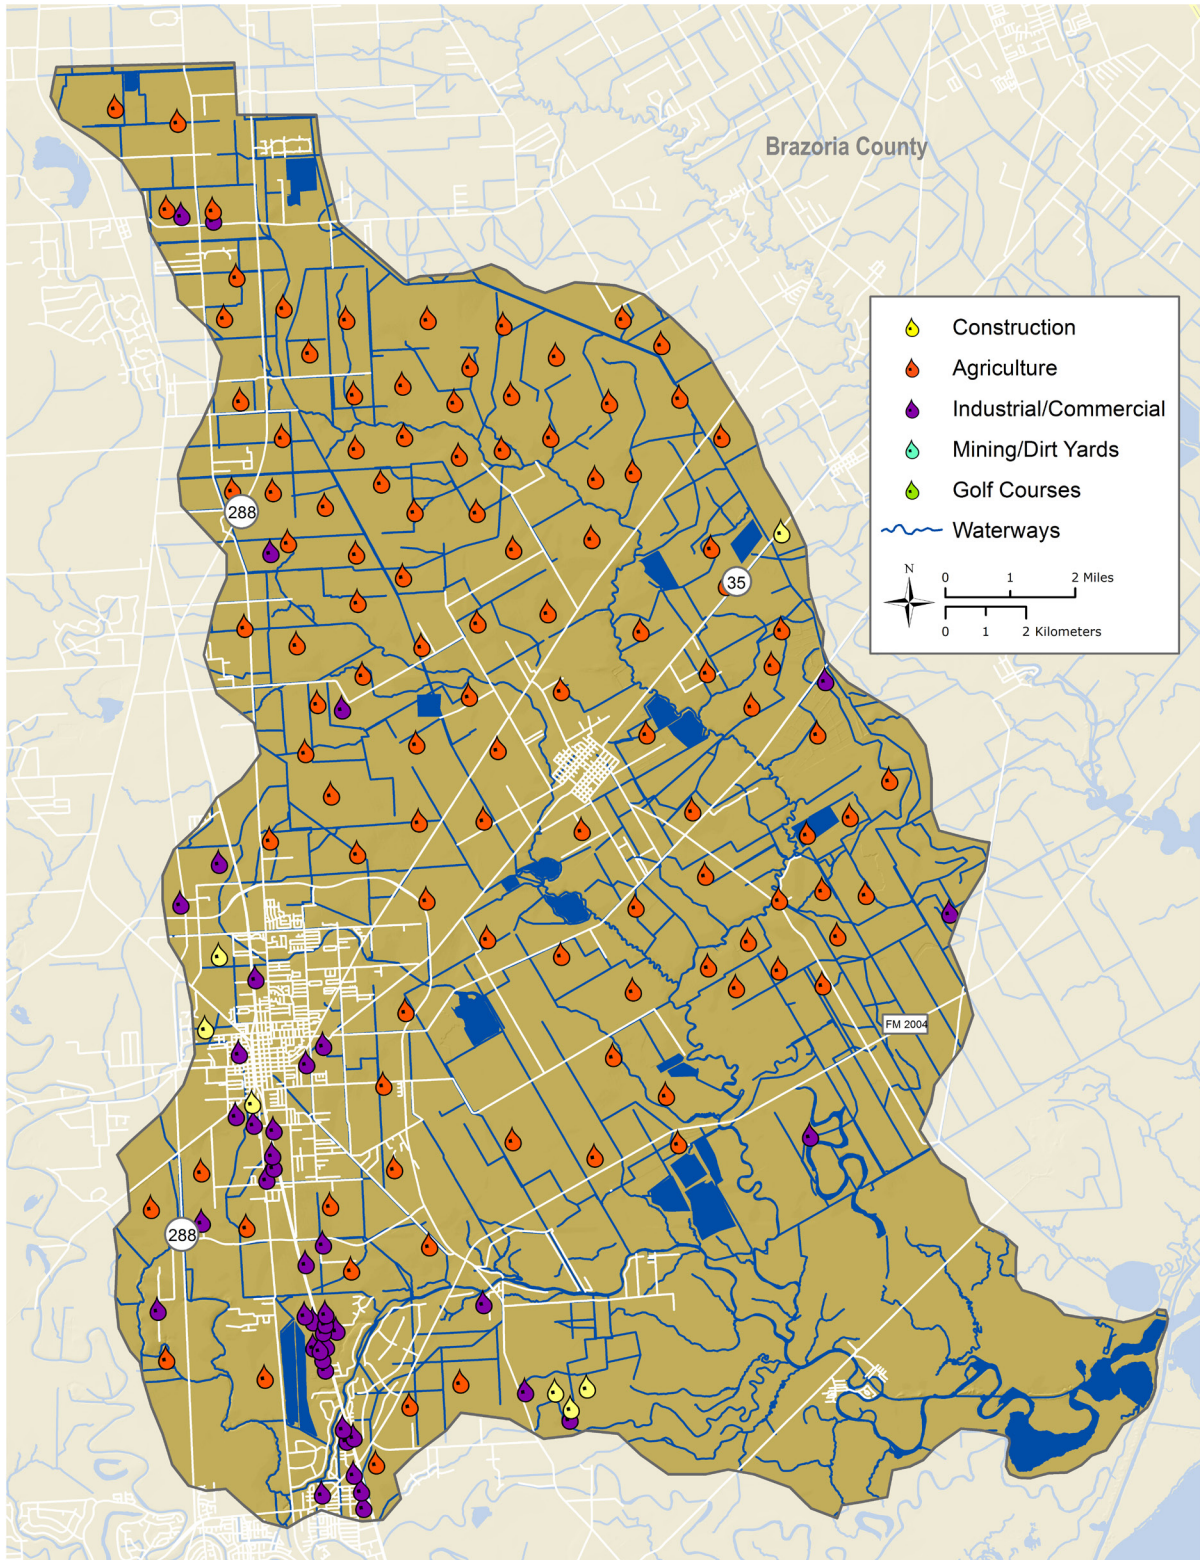 Brazoria County
Construction
Agriculture
Industrial/Commercial
Mining/Dirt Yards
Golf Courses
Waterways
N
0 1 2 Miles
0 1 2 Kilometers
288
35
FM 2004
288